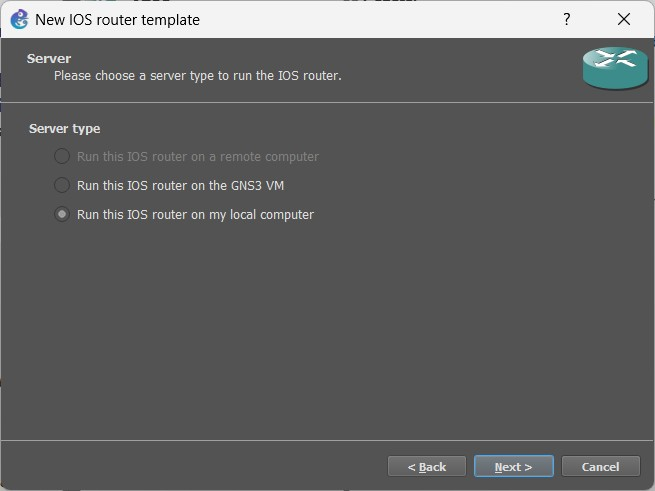 New IOS router template
?
Server
Please choose a server type to run the IOS router.
Server type
Run this IOS router on a remote computer
Run this IOS router on the GNS3 VM
Run this IOS router on my local computer
< Back
Next >
Cancel